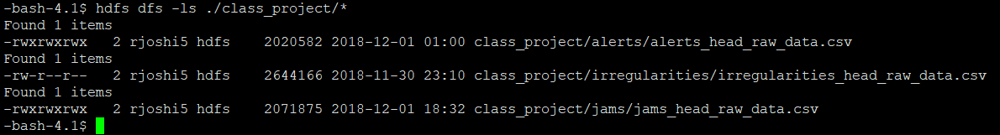 -bash-4.1$ hdfs dfs -ls ./class_project/*
Found 1 items
-rwxrwxrwx   2 rjoshi5 hdfs    2020582 2018-12-01 01:00 class_project/alerts/alerts_head_raw_data.csv
Found 1 items
-rw-r--r--   2 rjoshi5 hdfs    2644166 2018-11-30 23:10 class_project/irregularities/irregularities_head_raw_data.csv
Found 1 items
-rwxrwxrwx   2 rjoshi5 hdfs    2071875 2018-12-01 18:32 class_project/jams/jams_head_raw_data.csv
-bash-4.1$